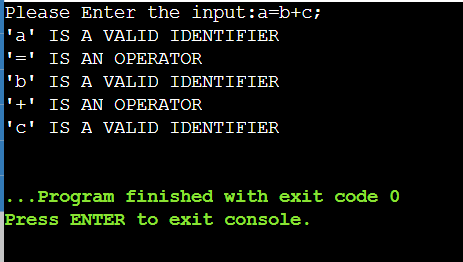 Please Enter the input:a=b+c;
'a' IS A VALID IDENTIFIER
'=' IS AN OPERATOR
'b' IS A VALID IDENTIFIER
'+' IS AN OPERATOR
'c' IS A VALID IDENTIFIER
...Program finished with exit code 0
Press ENTER to exit console.